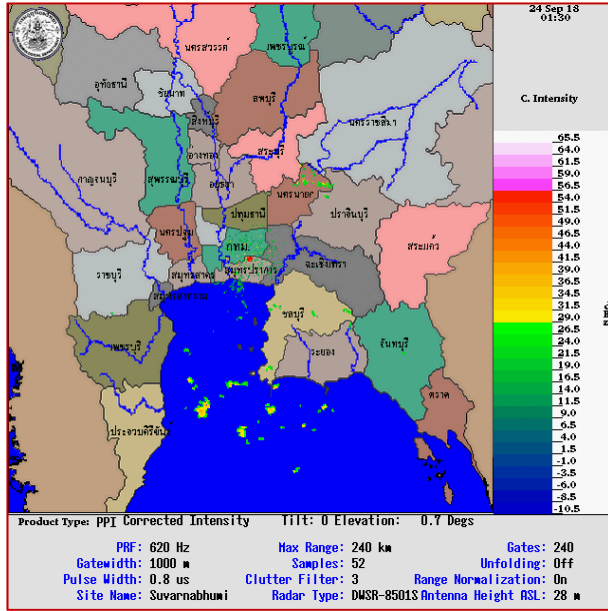 24 Sep 18
01:30
C. Intensity
นครสวรรค์
เพชรบูรณ์
อุทัยธานี
ชัยนาท
ลพบุรี
สิงห์บุรี
นครราชสีมา
อ่างทอง
สระบุรี
กาญจนบุรี
สุพรรณบุรี
อยุธยา
นครนายก
ปราจีนบุรี
ปทุมธานี
นครปฐม
กทม.
สระแก้ว
ราชบุรี
สมุทรสาคร
สมุทรปราการ
ฉะเชิงเทรา
สมุทรสงคราม
ชลบุรี
เพชรบุรี
ระยอง
จันทบุรี
ตราด
ประจวบคีรีขันธ์
65.5
64.0
61.5
59.0
56.5
54.0
51.5
49.0
46.5
44.0
41.5
39.0
36.5
34.0
31.5
29.0
26.5
24.0
21.5
19.0
16.5
14.0
11.5
9.0
6.5
4.0
1.5
-1.0
-3.5
-6.0
-8.5
-10.5
Product Type: PPI Corrected Intensity Tilt: 0 Elevation: 0.7 Degs
PRF: 620 Hz Max Range: 240 km Gates: 240
Gatewidth: 1000 m Samples: 52 Unfolding: Off
Pulse Width: 0.8 us Clutter Filter: 3 Range Normalization: On
Site Name: Suvarnabhumi Radar Type: DWSR-8501S Antenna Height ASL: 28 m